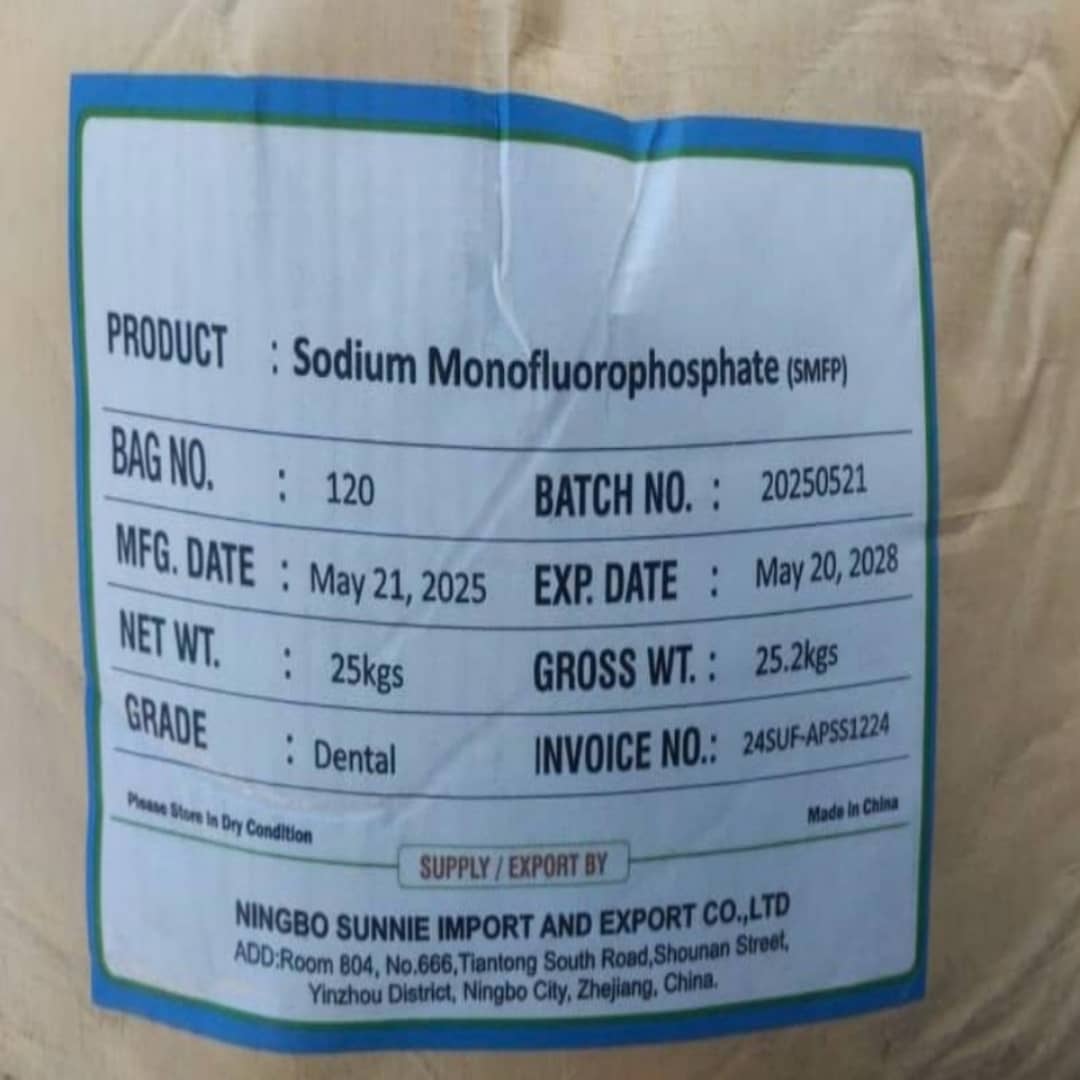 PRODUCT : Sodium Monofluorophosphate (SMFP)
BAG NO. : 120 BATCH NO. : 20250521
MFG. DATE : May 21, 2025 EXP. DATE : May 20, 2028
NET WT. : 25kgs GROSS WT. : 25.2kgs
GRADE : Dental INVOICE NO.: 24SUF-APSS1224
Please Store In Dry Condition Made in China
SUPPLY / EXPORT BY
NINGBO SUNNIE IMPORT AND EXPORT CO.,LTD
ADD:Room 804, No.666,Tiantong South Road,Shounan Street,
Yinzhou District, Ningbo City, Zhejiang, China.